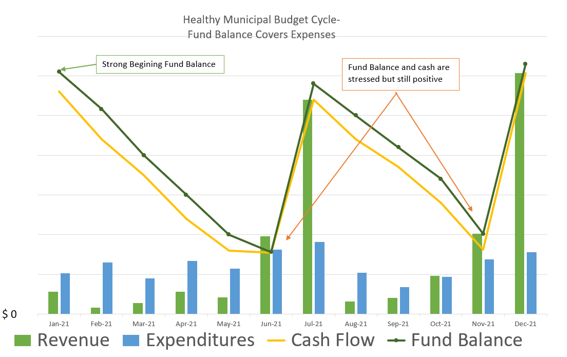 Healthy Municipal Budget Cycle-
Fund Balance Covers Expenses
Strong Begining Fund Balance
Fund Balance and cash are
stressed but still positive
$ 0
Jan-21 Feb-21 Mar-21 Apr-21 May-21 Jun-21 Jul-21 Aug-21 Sep-21 Oct-21 Nov-21 Dec-21
Revenue Expenditures Cash Flow Fund Balance